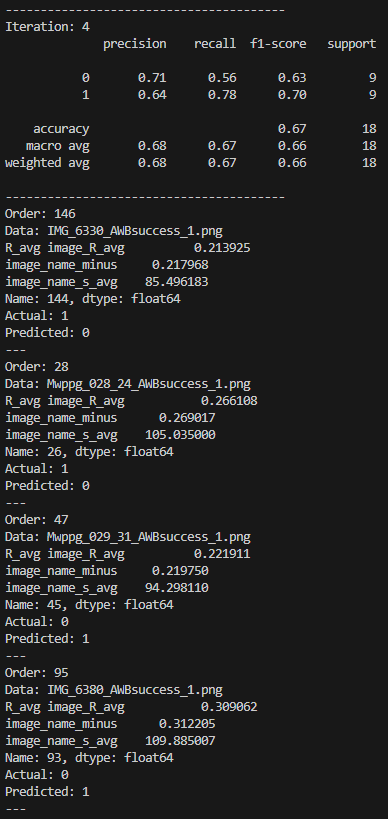 ----------------------------------------
Iteration: 4
              precision    recall  f1-score   support

           0       0.71      0.56      0.63         9
           1       0.64      0.78      0.70         9

    accuracy                           0.67        18
   macro avg       0.68      0.67      0.66        18
weighted avg       0.68      0.67      0.66        18

----------------------------------------
Order: 146
Data: IMG_6330_AWBsuccess_1.png
R_avg image_R_avg          0.213925
image_name_minus     0.217968
image_name_s_avg    85.496183
Name: 144, dtype: float64
Actual: 1
Predicted: 0
---
Order: 28
Data: Mwppg_028_24_AWBsuccess_1.png
R_avg image_R_avg           0.266108
image_name_minus      0.269017
image_name_s_avg    105.035000
Name: 26, dtype: float64
Actual: 1
Predicted: 0
---
Order: 47
Data: Mwppg_029_31_AWBsuccess_1.png
R_avg image_R_avg          0.221911
image_name_minus     0.219750
image_name_s_avg    94.298110
Name: 45, dtype: float64
Actual: 0
Predicted: 1
---
Order: 95
Data: IMG_6380_AWBsuccess_1.png
R_avg image_R_avg           0.309062
image_name_minus      0.312205
image_name_s_avg    109.885007
Name: 93, dtype: float64
Actual: 0
Predicted: 1
---